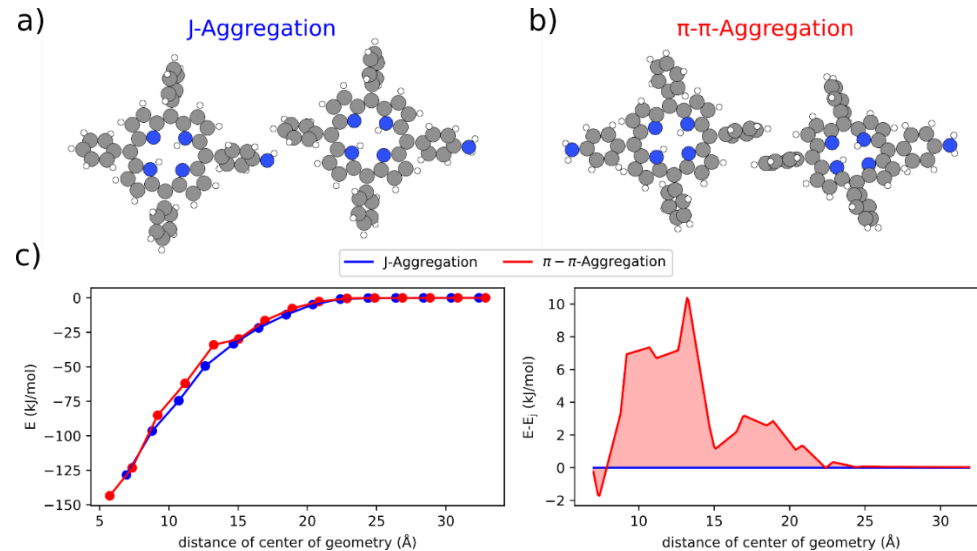 a)
J-Aggregation
b)
π-π-Aggregation
c)
J-Aggregation
π − π-Aggregation
E (kJ/mol)
0
−25
−50
−75
−100
−125
−150
5
10
15
20
25
30
distance of center of geometry (Å)
E-Eⱼ (kJ/mol)
10
8
6
4
2
0
−2
10
15
20
25
30
distance of center of geometry (Å)